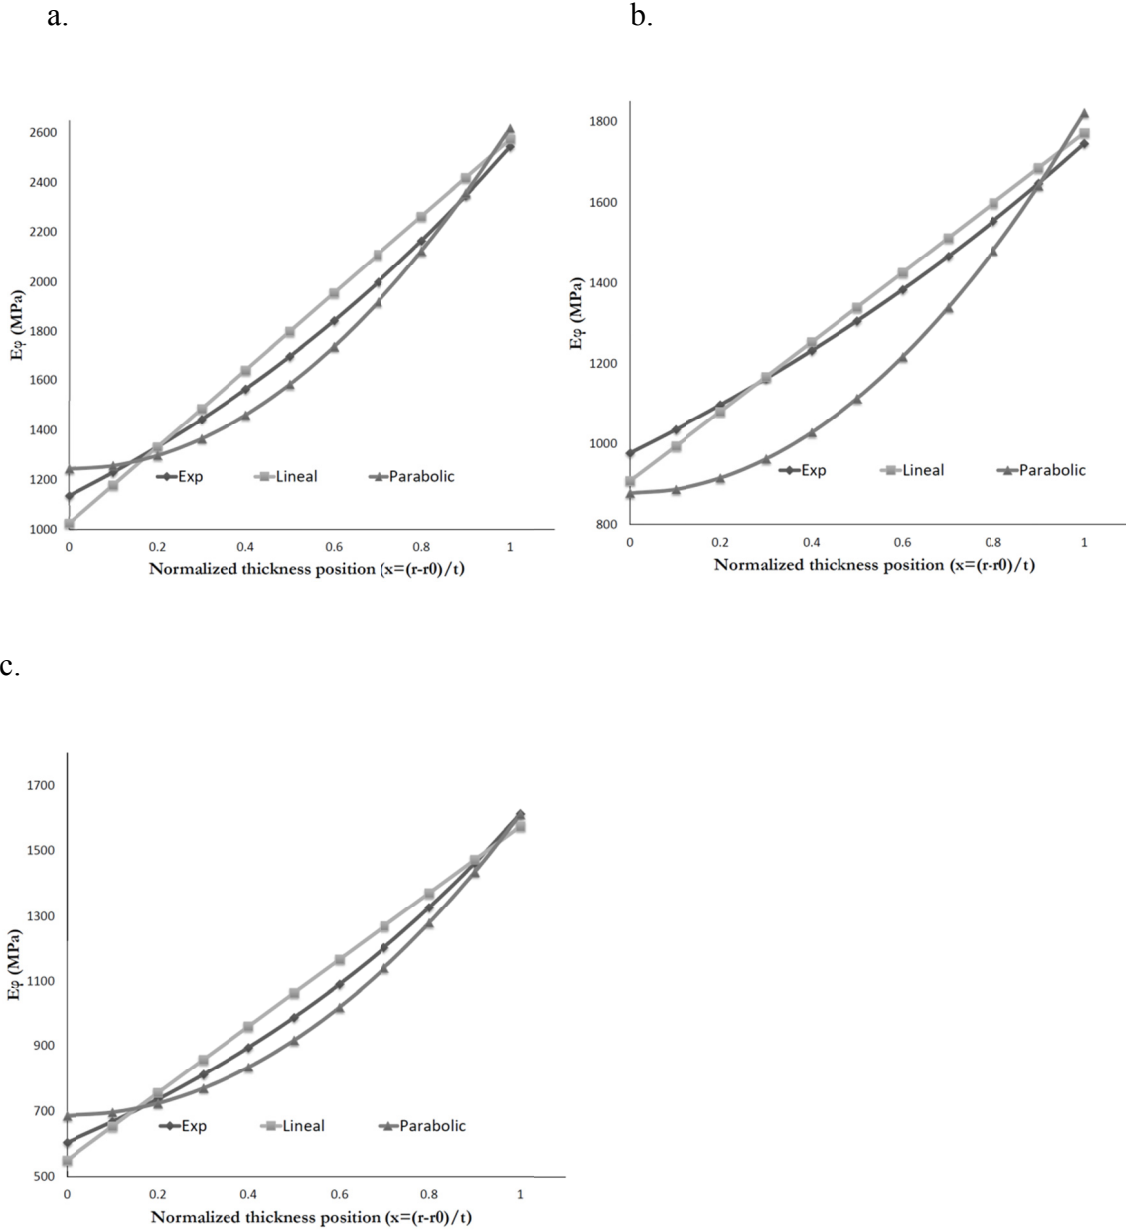 a.
b.
2600
2400
2200
2000
1800
1600
1400
1200
1000
Eφ (MPa)
Exp Lineal Parabolic
0 0.2 0.4 0.6 0.8 1
Normalized thickness position (x=(r-r0)/t)
1800
1600
1400
1200
1000
800
Eφ (MPa)
Exp Lineal Parabolic
0 0.2 0.4 0.6 0.8 1
Normalized thickness position (x=(r-r0)/t)
c.
1700
1500
1300
1100
900
700
500
Eφ (MPa)
Exp Lineal Parabolic
0 0.2 0.4 0.6 0.8 1
Normalized thickness position (x=(r-r0)/t)